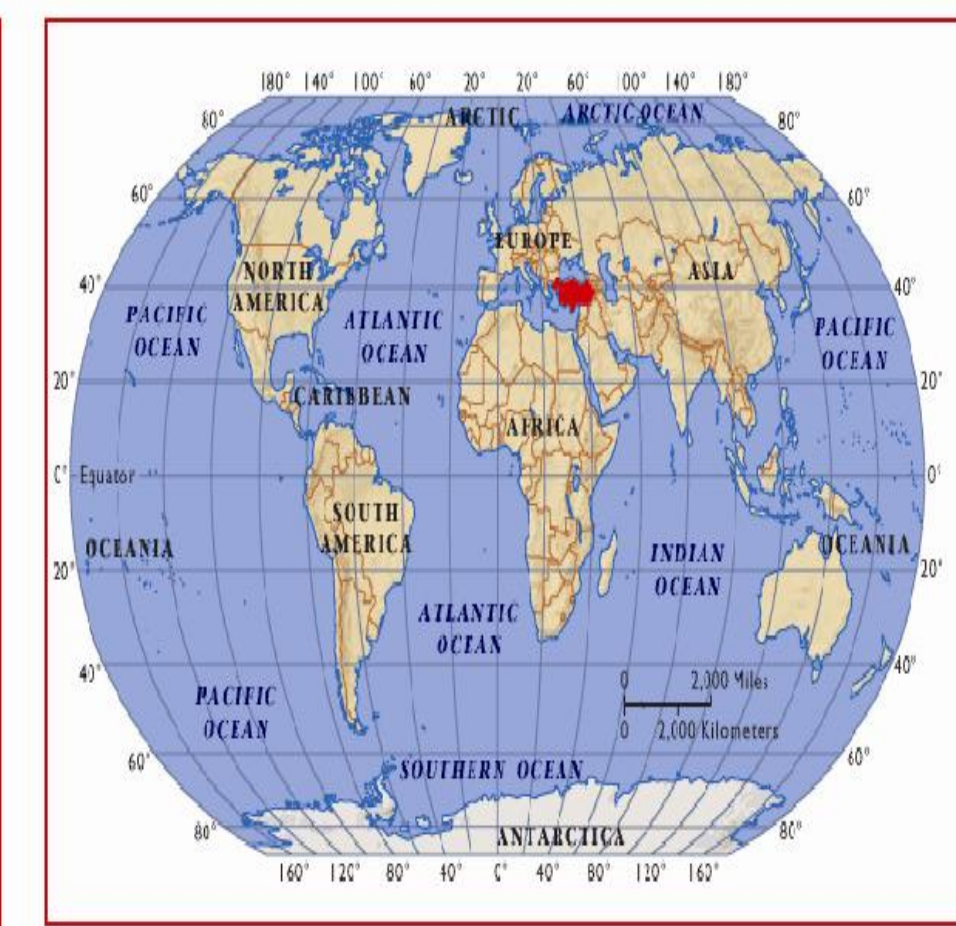 180° 140° 100° 60° 20° 20° 60° 100° 140° 180°
ARCTIC
ARCTIC OCEAN
80° 80°
60° 60°
EUROPE
NORTH
AMERICA
ASIA
40° 40°
PACIFIC
OCEAN
ATLANTIC
OCEAN
PACIFIC
OCEAN
20° 20°
CARIBBEAN
AFRICA
0° Equator 0°
SOUTH
AMERICA
OCEANIA
INDIAN
OCEAN
OCEANIA
20° 20°
ATLANTIC
OCEAN
40° 40°
PACIFIC
OCEAN
0 2,000 Miles
0 2,000 Kilometers
60° 60°
SOUTHERN OCEAN
80° 80°
ANTARCTICA
160° 120° 80° 40° 0° 40° 80° 120° 160°